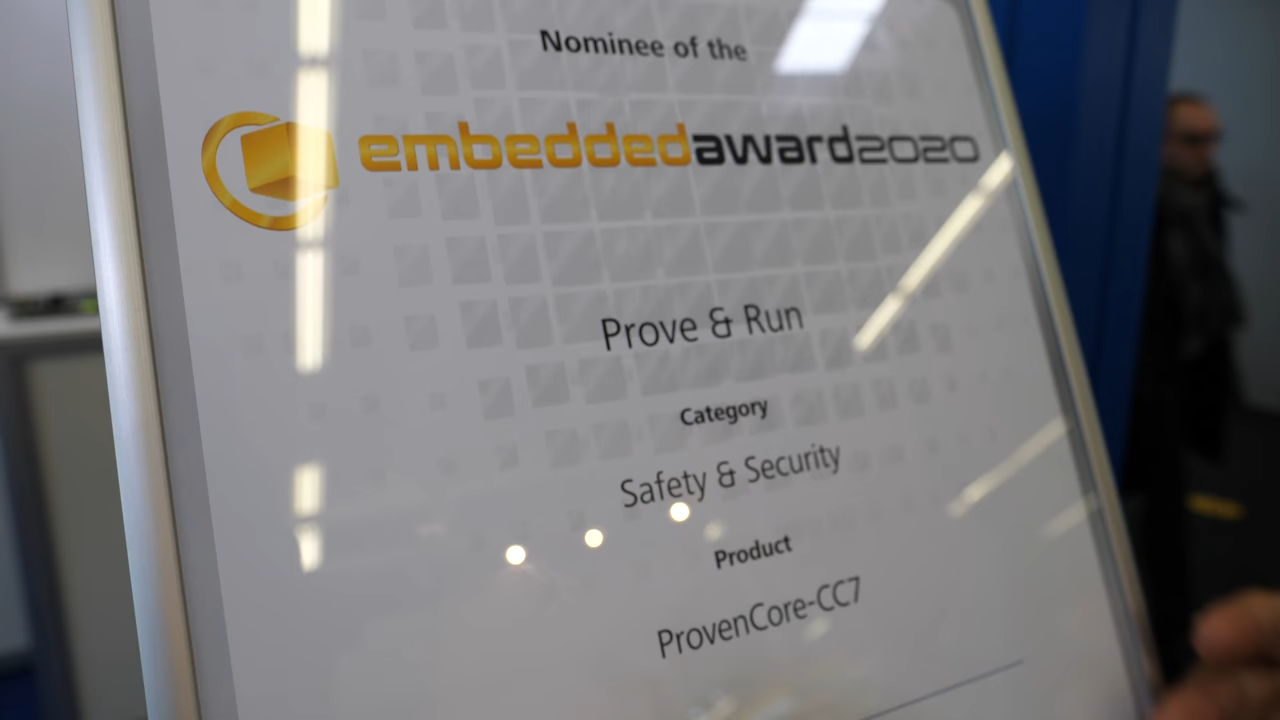 Nominee of the
embeddedaward2020
Prove & Run
Category
Safety & Security
Product
ProvenCore-CC7